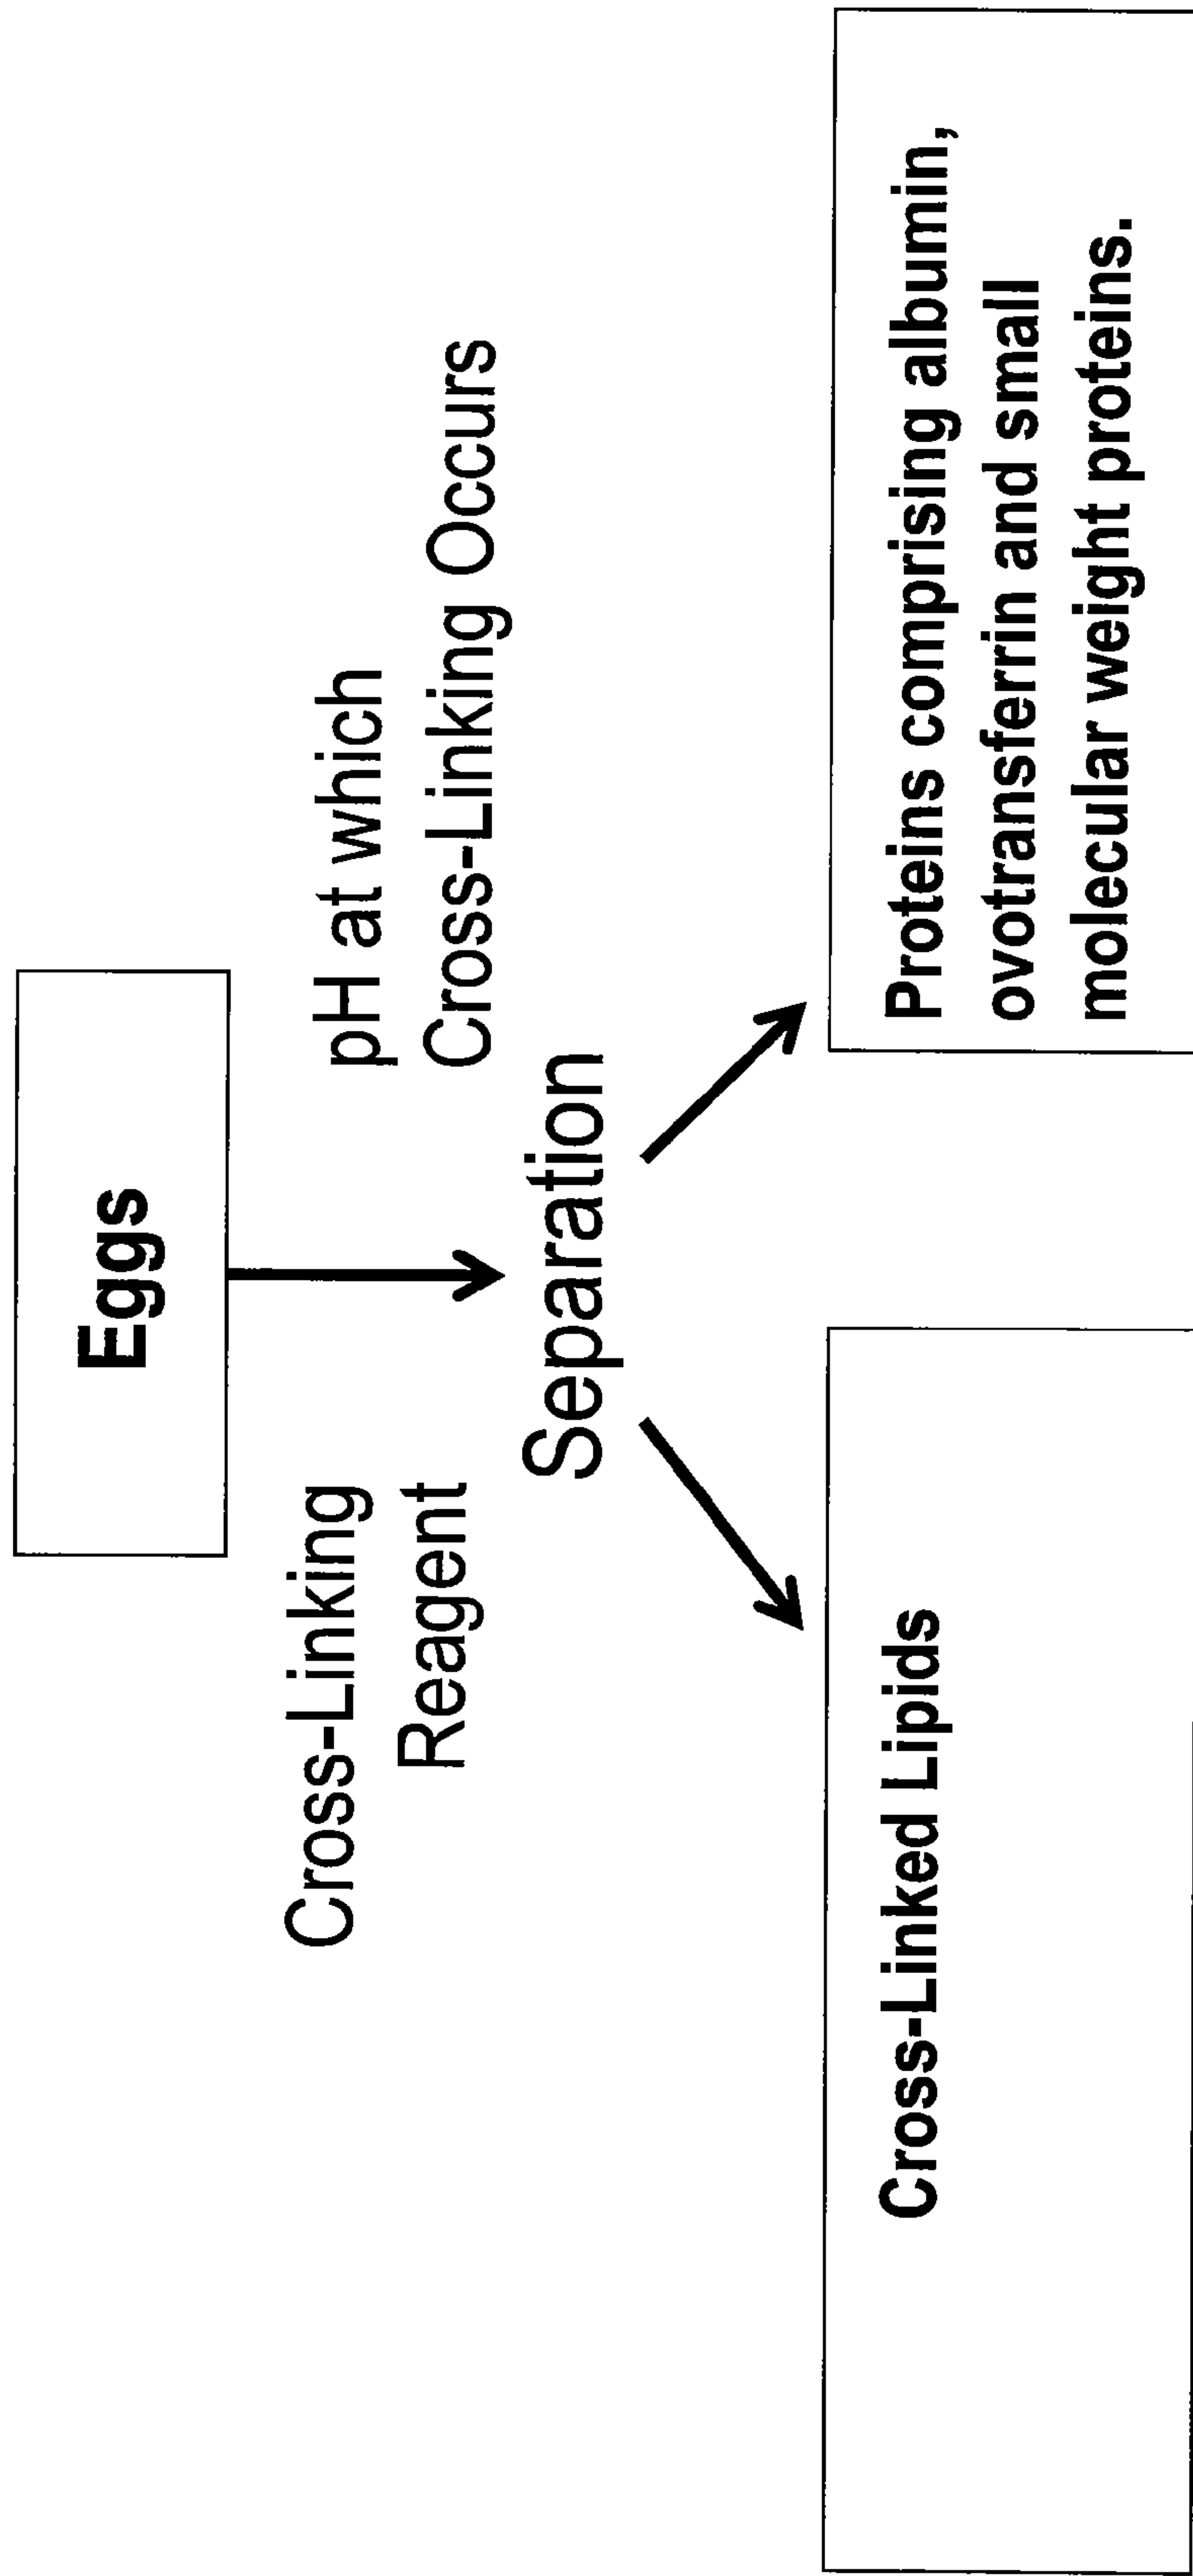 Eggs
Cross-Linking
Reagent
pH at which
Cross-Linking Occurs
Separation
Cross-Linked Lipids
Proteins comprising albumin,
ovotransferrin and small
molecular weight proteins.